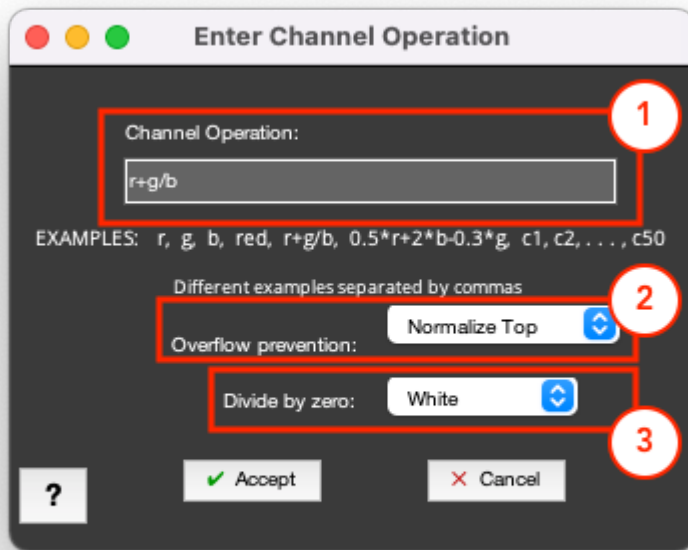 Enter Channel Operation
1
Channel Operation:
r+g/b
EXAMPLES: r, g, b, red, r+g/b, 0.5*r+2*b-0.3*g, c1, c2, . . . , c50
Different examples separated by commas
2
Overflow prevention: Normalize Top
Divide by zero: White
3
? ✔ Accept ✕ Cancel